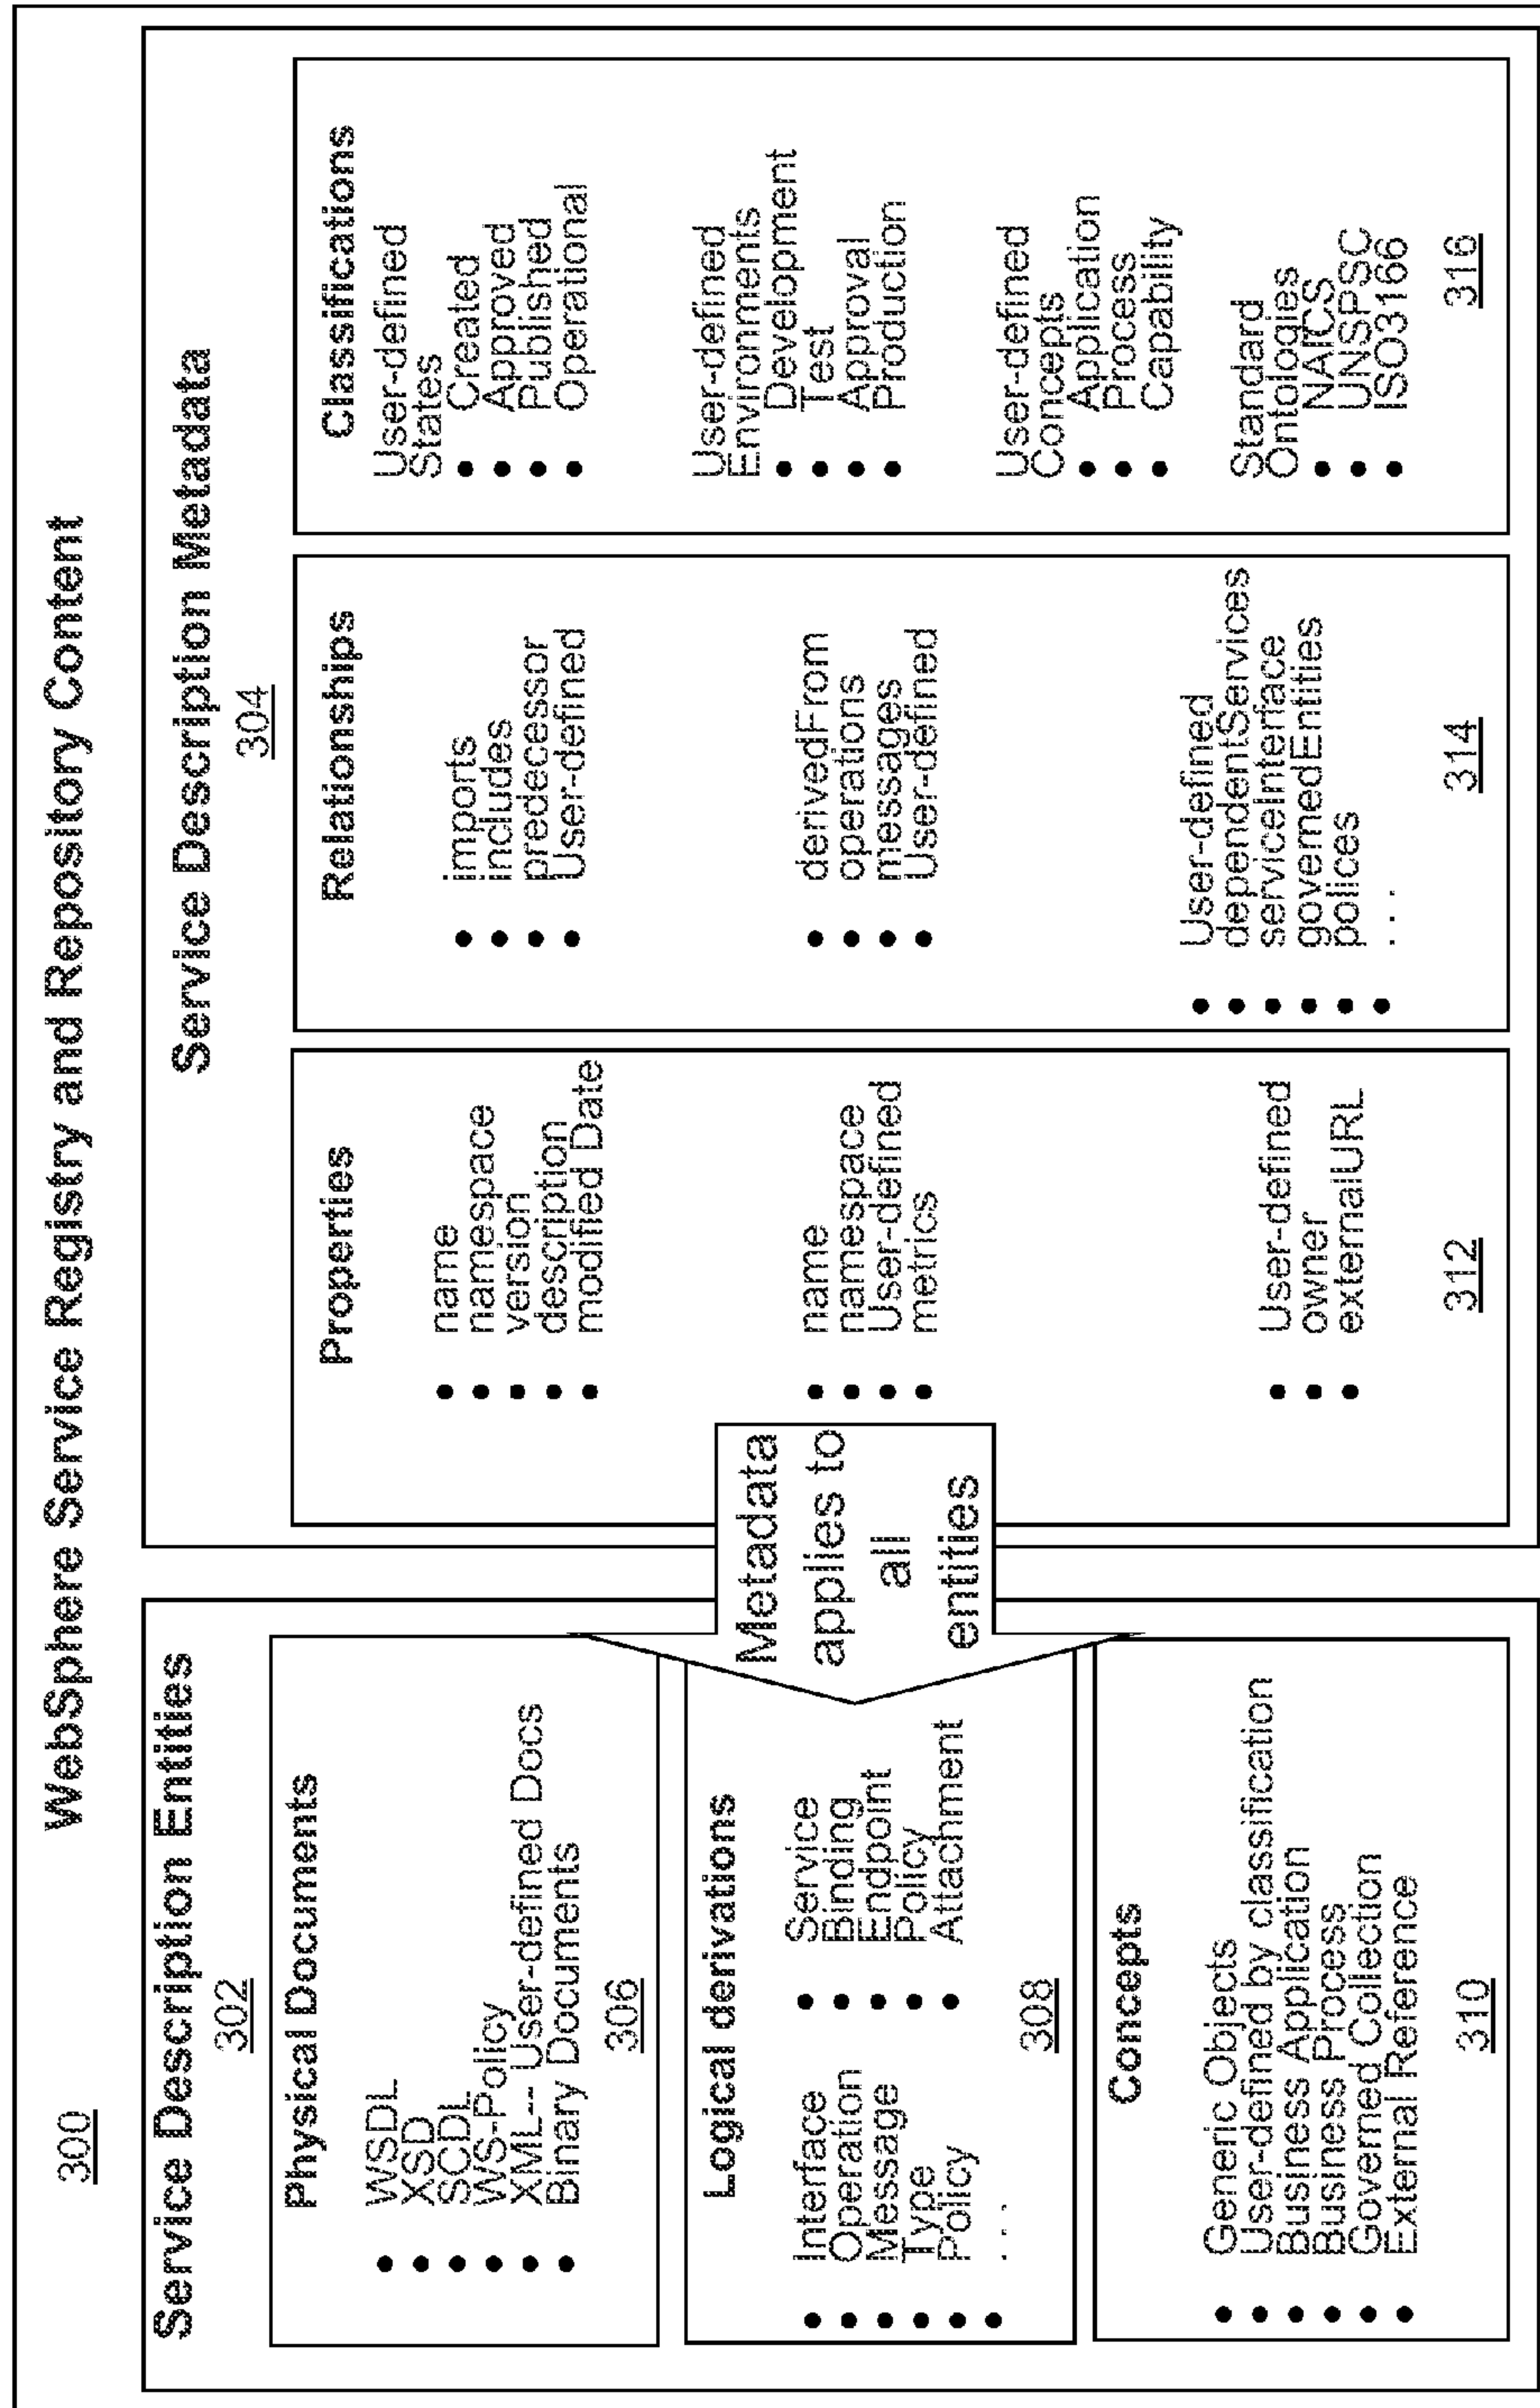 300
WebSphere Service Registry and Repository Content
Service Description Entities
302
Physical Documents
• WSDL
• XSD
• SCDL
• WS-Policy
• XML-- User-defined Docs
• Binary Documents
306
Logical derivations
• Interface
• Operation
• Message
• Type
• Policy
• ...
• Service
• Binding
• Endpoint
• Policy
• Attachment
308
Concepts
• Generic Objects
• User-defined by classification
• Business Application
• Business Process
• Governed Collection
• External Reference
310
Metadata
applies to
all
entities
Service Description Metadata
304
Properties
• name
• namespace
• version
• description
• modified Date
• name
• namespace
• User-defined
• metrics
• User-defined
• owner
• externalURL
312
Relationships
• imports
• includes
• predecessor
• User-defined
• derivedFrom
• operations
• messages
• User-defined
• User-defined
• dependentServices
• serviceInterface
• governedEntities
• polices
• ...
314
Classifications
User-defined
States
• Created
• Approved
• Published
• Operational
User-defined
Environments
• Development
• Test
• Approval
• Production
User-defined
Concepts
• Application
• Process
• Capability
Standard
Ontologies
• NAICS
• UNSPSC
• ISO3166
316